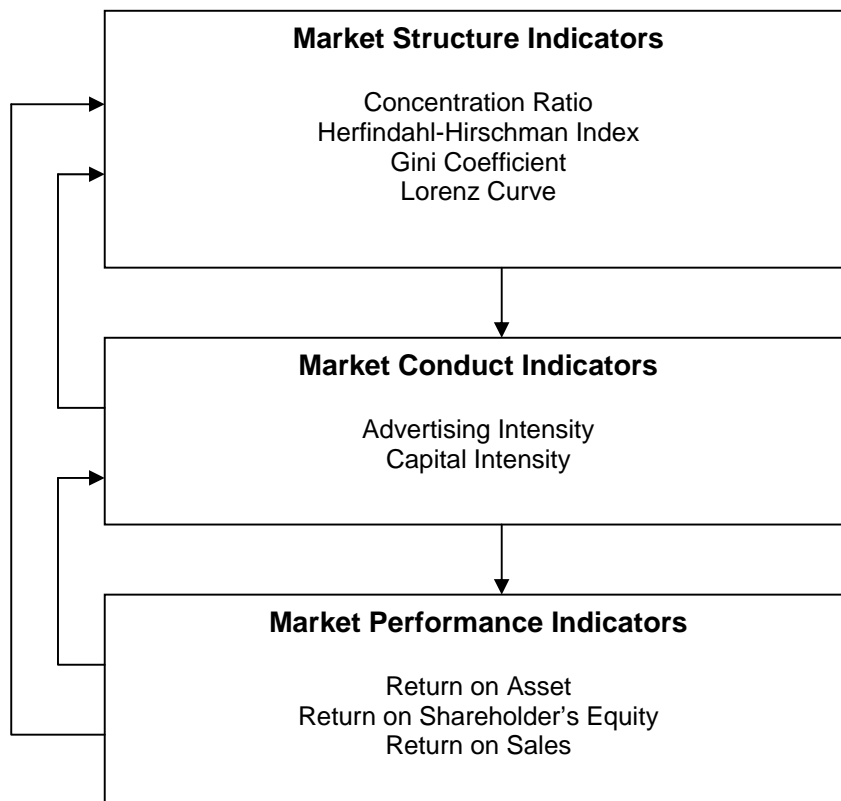 Market Structure Indicators
Concentration Ratio
Herfindahl-Hirschman Index
Gini Coefficient
Lorenz Curve
Market Conduct Indicators
Advertising Intensity
Capital Intensity
Market Performance Indicators
Return on Asset
Return on Shareholder’s Equity
Return on Sales